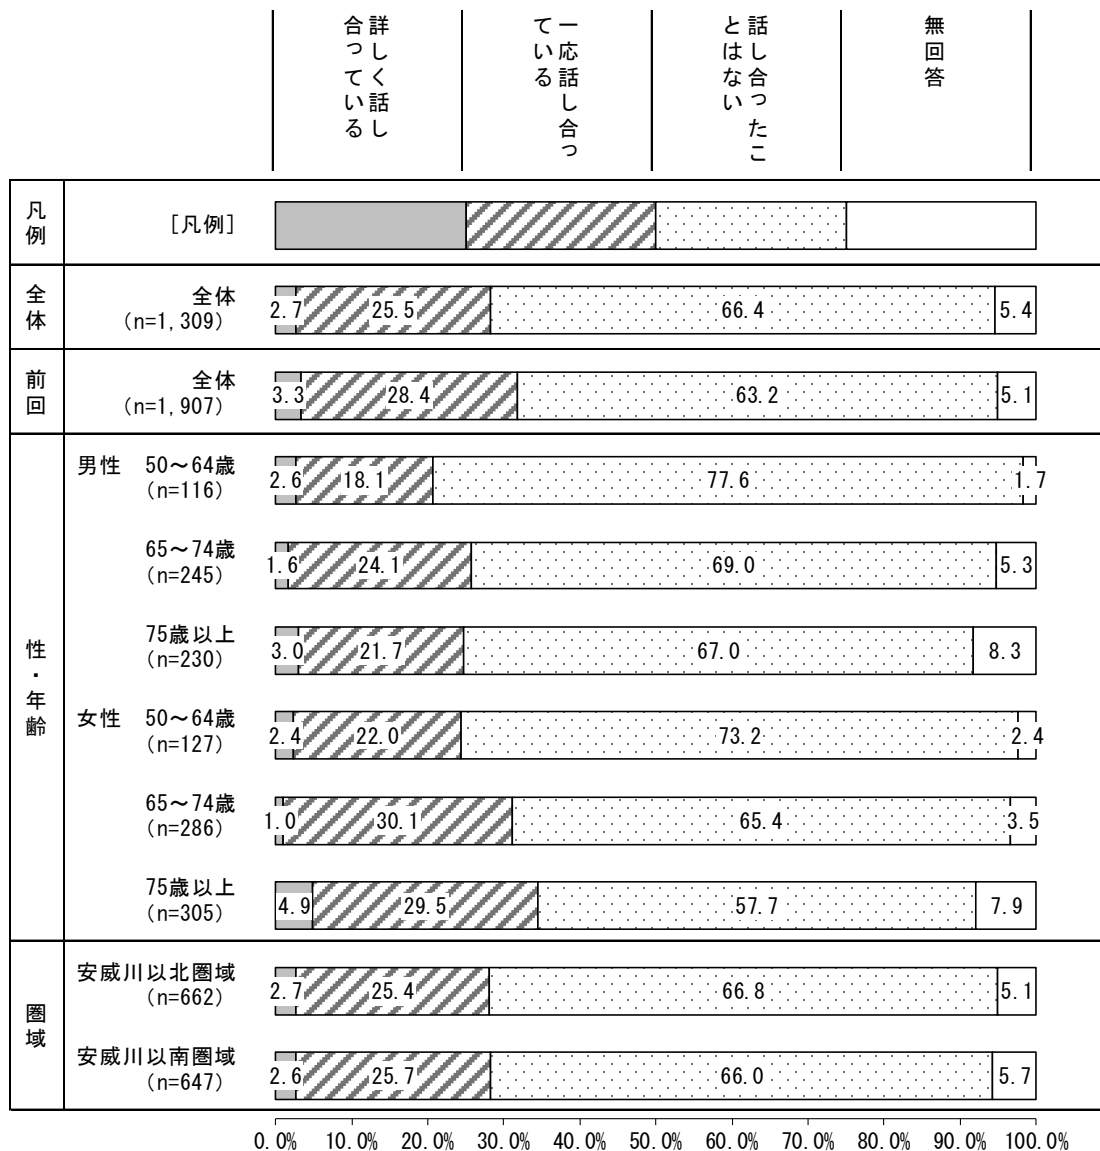 詳しく話し
合っている
一応話し合っ
ている
話し合ったこ
とはない
無回答
凡例
[凡例]
全体
全体
(n=1,309)
2.7 25.5 66.4 5.4
前回
全体
(n=1,907)
3.3 28.4 63.2 5.1
性・年齢
男性 50～64歳
(n=116)
2.6 18.1 77.6 1.7
65～74歳
(n=245)
1.6 24.1 69.0 5.3
75歳以上
(n=230)
3.0 21.7 67.0 8.3
女性 50～64歳
(n=127)
2.4 22.0 73.2 2.4
65～74歳
(n=286)
1.0 30.1 65.4 3.5
75歳以上
(n=305)
4.9 29.5 57.7 7.9
圏域
安威川以北圏域
(n=662)
2.7 25.4 66.8 5.1
安威川以南圏域
(n=647)
2.6 25.7 66.0 5.7
0.0% 10.0% 20.0% 30.0% 40.0% 50.0% 60.0% 70.0% 80.0% 90.0% 100.0%